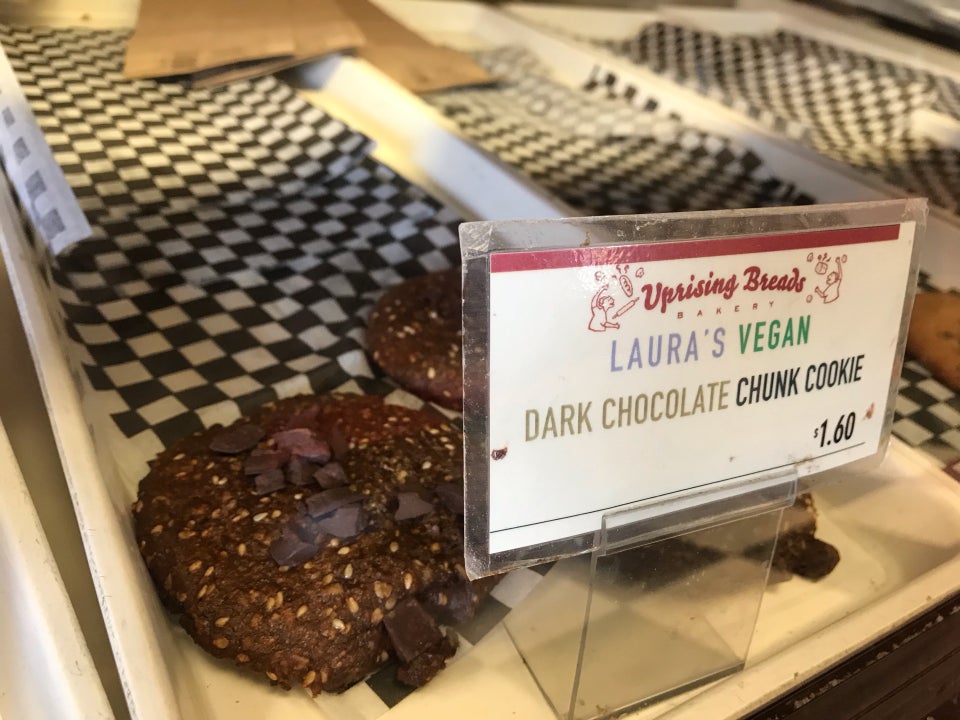 Uprising Breads
BAKERY
LAURA'S VEGAN
DARK CHOCOLATE CHUNK COOKIE
$1.60